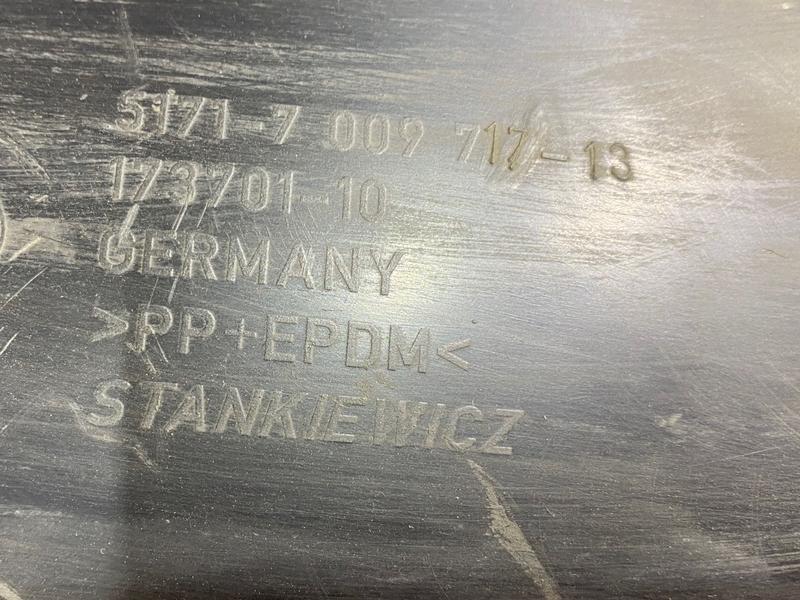 5171-7 009 717-13
173701-10
GERMANY
>PP+EPDM<
STANKIEWICZ